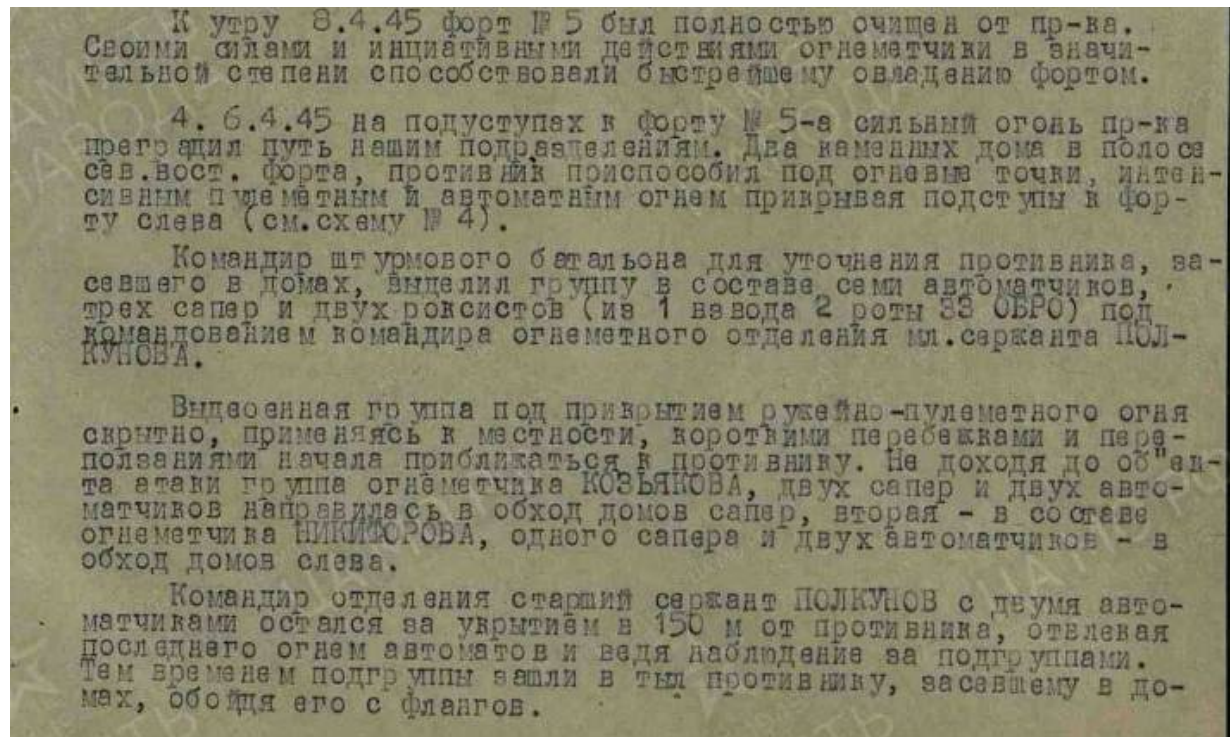 К утру 8.4.45 форт № 5 был полностью очищен от пр-ка.
Своими силами и инциативными действиями огнеметчики в значи-
тельной степени способствовали быстрейшему овладению фортом.
4. 6.4.45 на подуступах к форту № 5-а сильный огонь пр-ка
преградил путь нашим подразделениям. Два каменных дома в полосе
сев.вост. форта, противник приспособил под огневые точки, интен-
сивным пулеметным и автоматным огнем прикрывая подступы к фор-
ту слева (см.схему № 4).
Командир штурмового батальона для уточнения противника, за-
севшего в домах, выделил группу в составе семи автоматчиков,
трех сапер и двух роксистов (из 1 взвода 2 роты 33 ОБРО) под
командованием командира огнеметного отделения мл.сержанта ПОЛ-
КУНОВА.
Выдвоенная группа под прикрытием ружейно-пулеметного огня
скрытно, применяясь к местности, короткими перебежками и пере-
ползаниями начала приближаться к противнику. Не доходя до об"ек-
та атаки группа огнеметчика КОЗЬЯКОВА, двух сапер и двух авто-
матчиков направилась в обход домов сапер, вторая - в составе
огнеметчика НИКИФОРОВА, одного сапера и двух автоматчиков - в
обход домов слева.
Командир отделения старший сержант ПОЛКУНОВ с двумя авто-
матчиками остался за укрытием в 150 м от противника, отвлекая
последнего огнем автоматов и ведя наблюдение за подгруппами.
Тем временем подгруппы зашли в тыл противнику, засевшему в до-
мах, обойдя его с флангов.